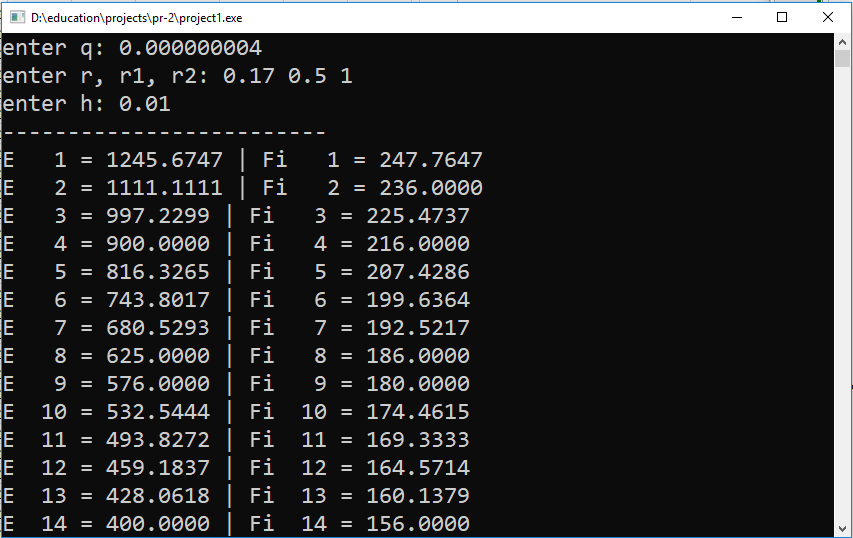 D:\education\projects\pr-2\project1.exe
enter q: 0.000000004
enter r, r1, r2: 0.17 0.5 1
enter h: 0.01
-------------------------
E   1 = 1245.6747 | Fi   1 = 247.7647
E   2 = 1111.1111 | Fi   2 = 236.0000
E   3 = 997.2299 | Fi   3 = 225.4737
E   4 = 900.0000 | Fi   4 = 216.0000
E   5 = 816.3265 | Fi   5 = 207.4286
E   6 = 743.8017 | Fi   6 = 199.6364
E   7 = 680.5293 | Fi   7 = 192.5217
E   8 = 625.0000 | Fi   8 = 186.0000
E   9 = 576.0000 | Fi   9 = 180.0000
E  10 = 532.5444 | Fi  10 = 174.4615
E  11 = 493.8272 | Fi  11 = 169.3333
E  12 = 459.1837 | Fi  12 = 164.5714
E  13 = 428.0618 | Fi  13 = 160.1379
E  14 = 400.0000 | Fi  14 = 156.0000